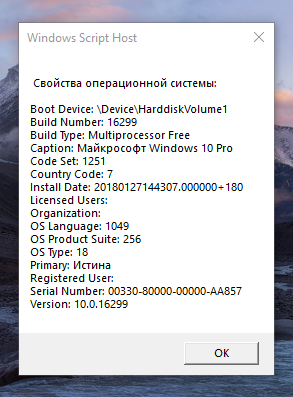 Windows Script Host
Свойства операционной системы:
Boot Device: \Device\HarddiskVolume1
Build Number: 16299
Build Type: Multiprocessor Free
Caption: Майкрософт Windows 10 Pro
Code Set: 1251
Country Code: 7
Install Date: 20180127144307.000000+180
Licensed Users:
Organization:
OS Language: 1049
OS Product Suite: 256
OS Type: 18
Primary: Истина
Registered User:
Serial Number: 00330-80000-00000-AA857
Version: 10.0.16299
OK